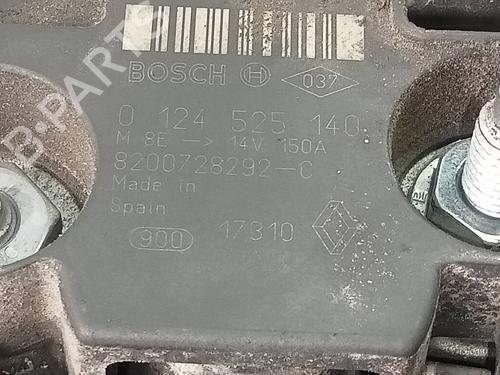 BOSCH 037
0 124 525 140
M 8E -> 14V 150A
8200728292-C
Made in
Spain
900 17310
B-Parts